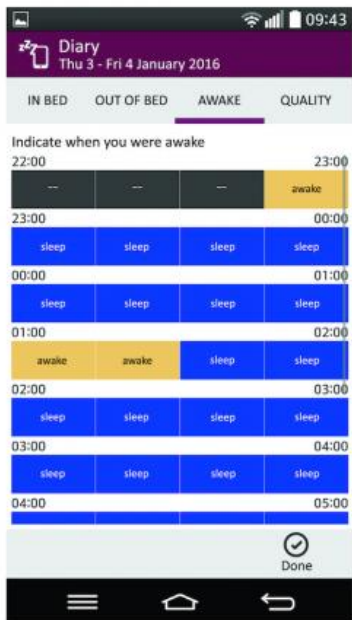 09:43
Diary
Thu 3 - Fri 4 January 2016
IN BED OUT OF BED AWAKE QUALITY
Indicate when you were awake
22:00 23:00
-- -- -- awake
23:00 00:00
sleep sleep sleep sleep
00:00 01:00
sleep sleep sleep sleep
01:00 02:00
awake awake sleep sleep
02:00 03:00
sleep sleep sleep sleep
03:00 04:00
sleep sleep sleep sleep
04:00 05:00
Done